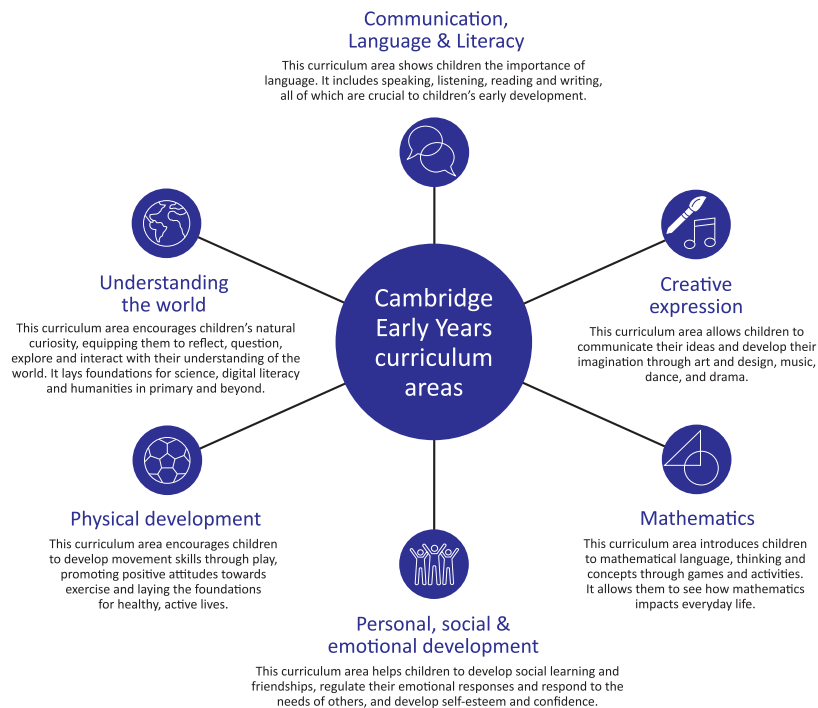 Communication,
Language & Literacy
This curriculum area shows children the importance of
language. It includes speaking, listening, reading and writing,
all of which are crucial to children’s early development.
Creative
expression
This curriculum area allows children to
communicate their ideas and develop their
imagination through art and design, music,
dance, and drama.
Mathematics
This curriculum area introduces children
to mathematical language, thinking and
concepts through games and activities.
It allows them to see how mathematics
impacts everyday life.
Personal, social &
emotional development
This curriculum area helps children to develop social learning and
friendships, regulate their emotional responses and respond to the
needs of others, and develop self-esteem and confidence.
Physical development
This curriculum area encourages children
to develop movement skills through play,
promoting positive attitudes towards
exercise and laying the foundations
for healthy, active lives.
Understanding
the world
This curriculum area encourages children’s natural
curiosity, equipping them to reflect, question,
explore and interact with their understanding of the
world. It lays foundations for science, digital literacy
and humanities in primary and beyond.
Cambridge
Early Years
curriculum
areas